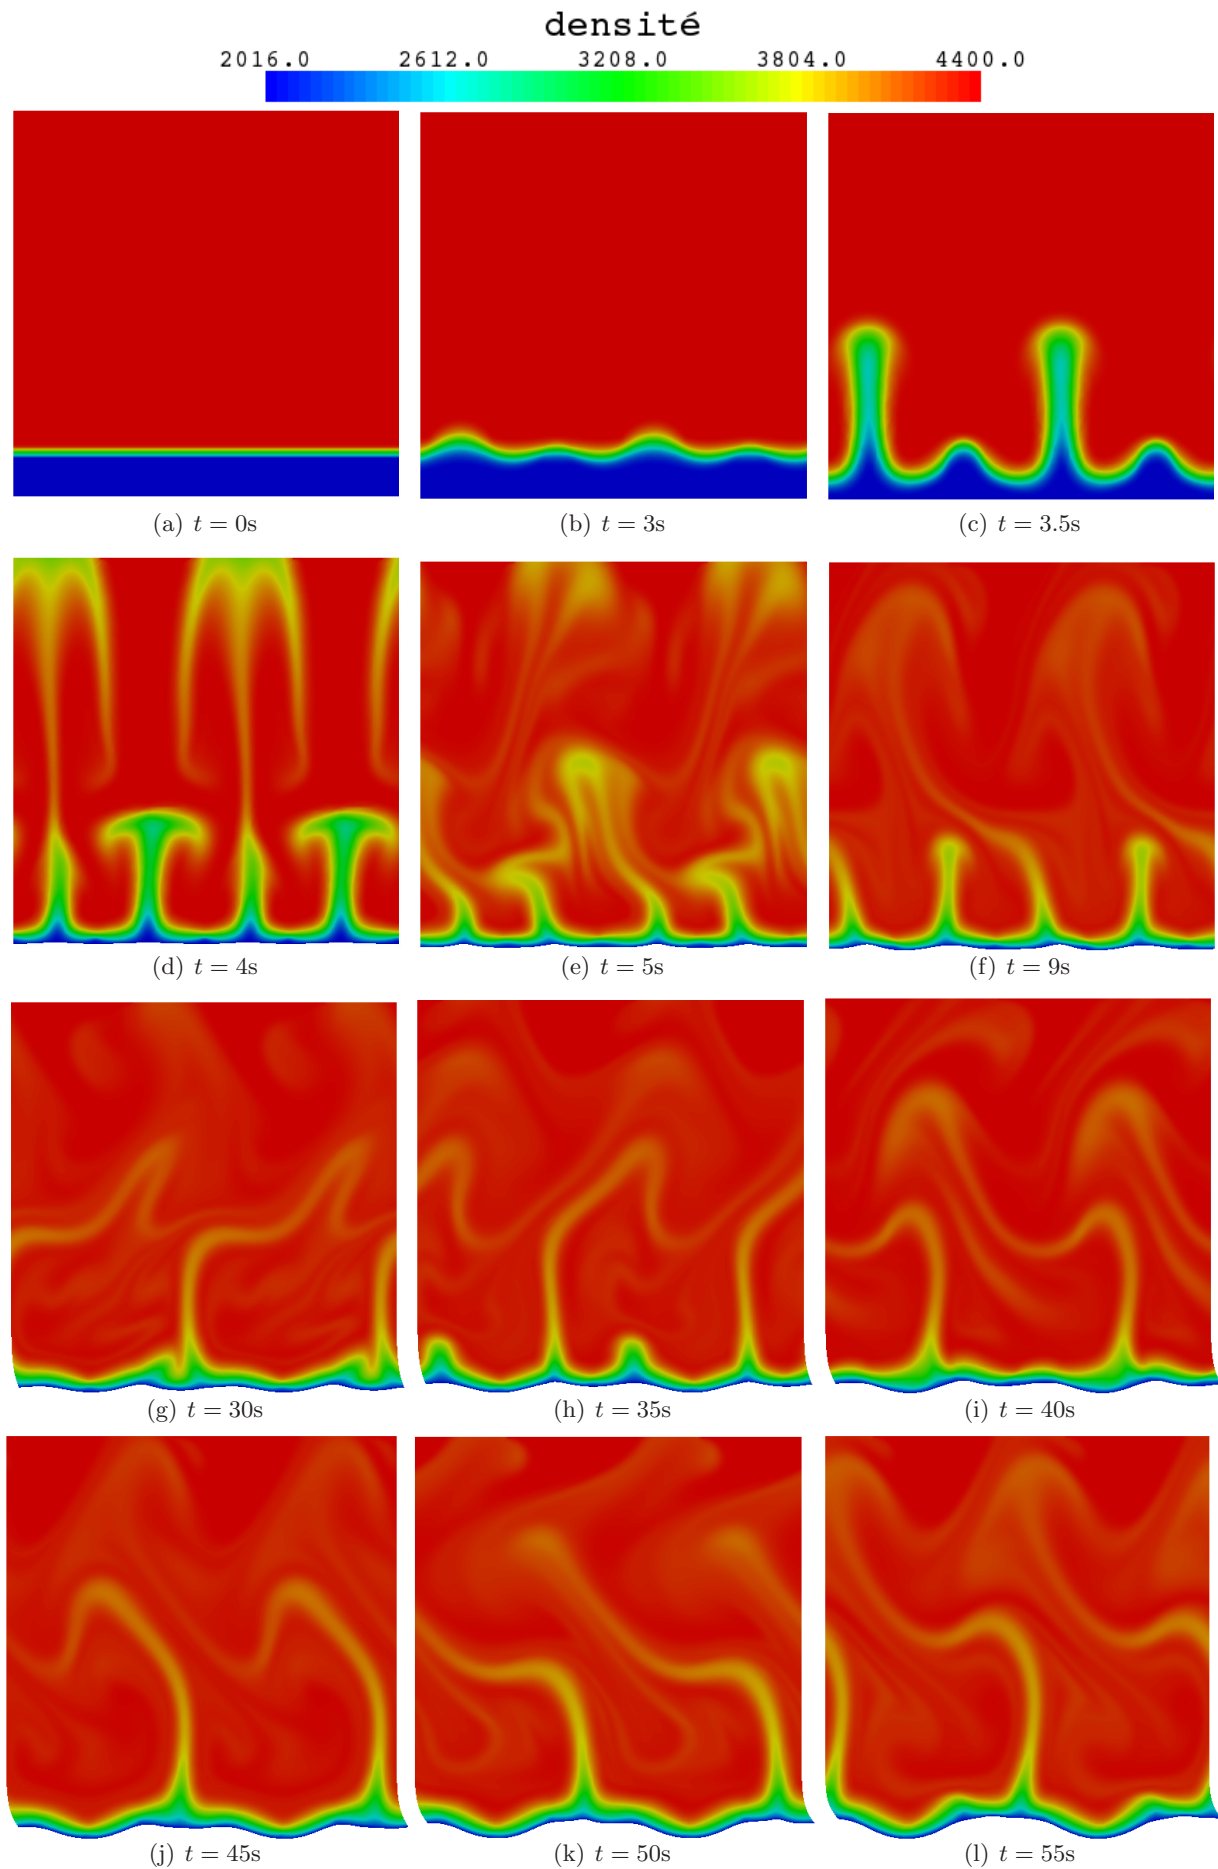 densité
2016.0 2612.0 3208.0 3804.0 4400.0
(a) t = 0s (b) t = 3s (c) t = 3.5s
(d) t = 4s (e) t = 5s (f) t = 9s
(g) t = 30s (h) t = 35s (i) t = 40s
(j) t = 45s (k) t = 50s (l) t = 55s